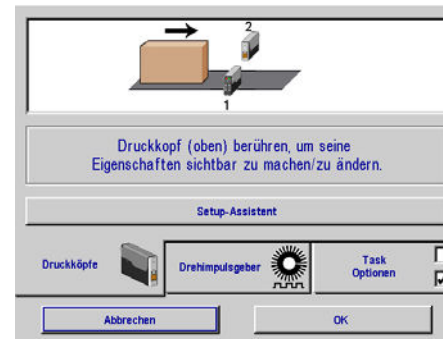 2
1
Druckkopf (oben) berühren, um seine
Eigenschaften sichtbar zu machen/zu ändern.
Setup-Assistent
Druckköpfe
Drehimpulsgeber
Task
Optionen
Abbrechen
OK